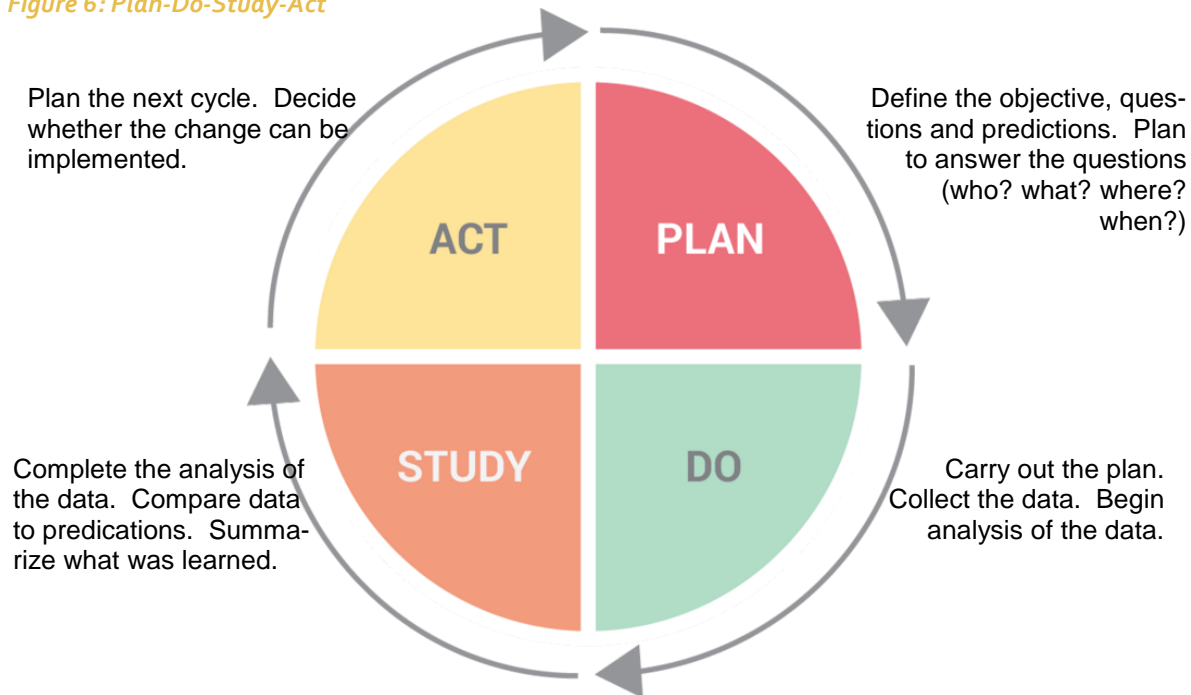 Figure 6: Plan-Do-Study-Act
Plan the next cycle.  Decide
whether the change can be
implemented.
Define the objective, ques-
tions and predictions.  Plan
to answer the questions
(who? what? where?
when?)
ACT
PLAN
STUDY
DO
Complete the analysis of
the data.  Compare data
to predications.  Summa-
rize what was learned.
Carry out the plan.
Collect the data.  Begin
analysis of the data.